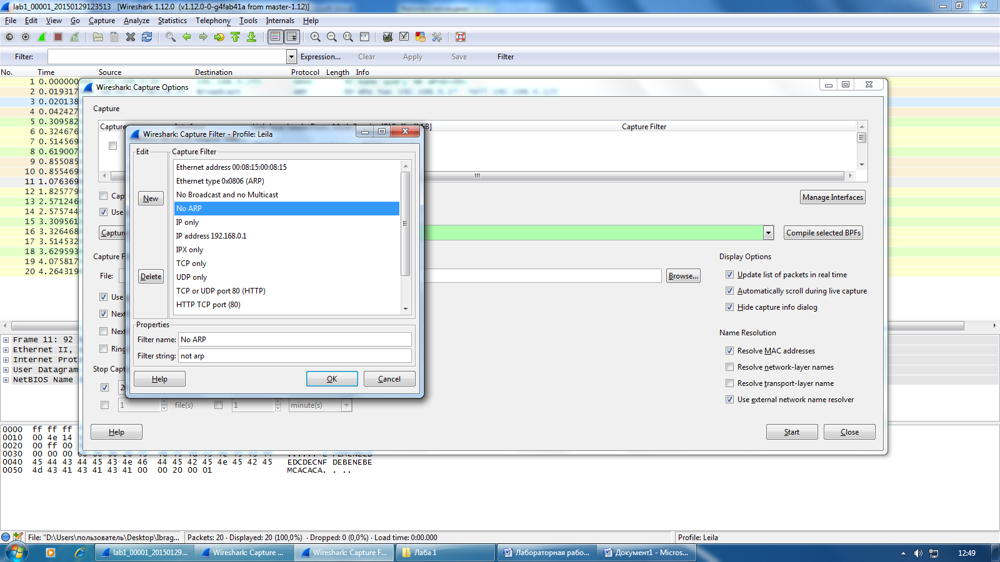 lab1_00001_20150129123513 [Wireshark 1.12.0 (v1.12.0-0-g4fab41a from master-1.12)]
File Edit View Go Capture Analyze Statistics Telephony Tools Internals Help
Filter: Expression... Clear Apply Save Filter
No. Time Source Destination Protocol Length Info
1 0.000000
2 0.019317
3 0.020138
4 0.042427
5 0.309582
6 0.324676
7 0.514569
8 0.619007
9 0.855085
10 0.855469
11 1.076369
12 1.825779
13 2.571246
14 2.575744
15 3.309561
16 3.326468
17 3.514532
18 3.629593
19 4.075817
20 4.264319
Wireshark: Capture Options
Capture
Capture Capture Filter
Manage Interfaces
Use
Compile selected BPFs
File: Browse...
Use
Next
Next
Ring
Display Options
Update list of packets in real time
Automatically scroll during live capture
Hide capture info dialog
Name Resolution
Resolve MAC addresses
Resolve network-layer names
Resolve transport-layer name
Use external network name resolver
Stop Capt
1 file(s) 1 minute(s)
Help Start Close
Wireshark: Capture Filter - Profile: Leila
Edit Capture Filter
New
Delete
Ethernet address 00:08:15:00:08:15
Ethernet type 0x0806 (ARP)
No Broadcast and no Multicast
No ARP
IP only
IP address 192.168.0.1
IPX only
TCP only
UDP only
TCP or UDP port 80 (HTTP)
HTTP TCP port (80)
Properties
Filter name: No ARP
Filter string: not arp
Help OK Cancel
Frame 11: 92
Ethernet II,
Internet Prot
User Datagram
NetBIOS Name
0000 ff ff ff
0010 00 4e 14
0020 00 ff 00
0030 00 00 00
0040 45 44 43 44 45 43 4e 46 44 45 42 45 4e 45 42 45 EDCDECNF DEBENEBE
0050 4d 43 41 43 41 43 41 00 00 20 00 01 MCACACA. . ..
File: "D:\Users\пользователь\Desktop\Ibrag... Packets: 20 · Displayed: 20 (100,0%) · Dropped: 0 (0,0%) · Load time: 0:00.000 Profile: Leila
lab1_00001_20150129... Wireshark: Capture ... Wireshark: Capture F... Лаба 1 Лабораторная рабо... Документ1 - Micros... 12:49